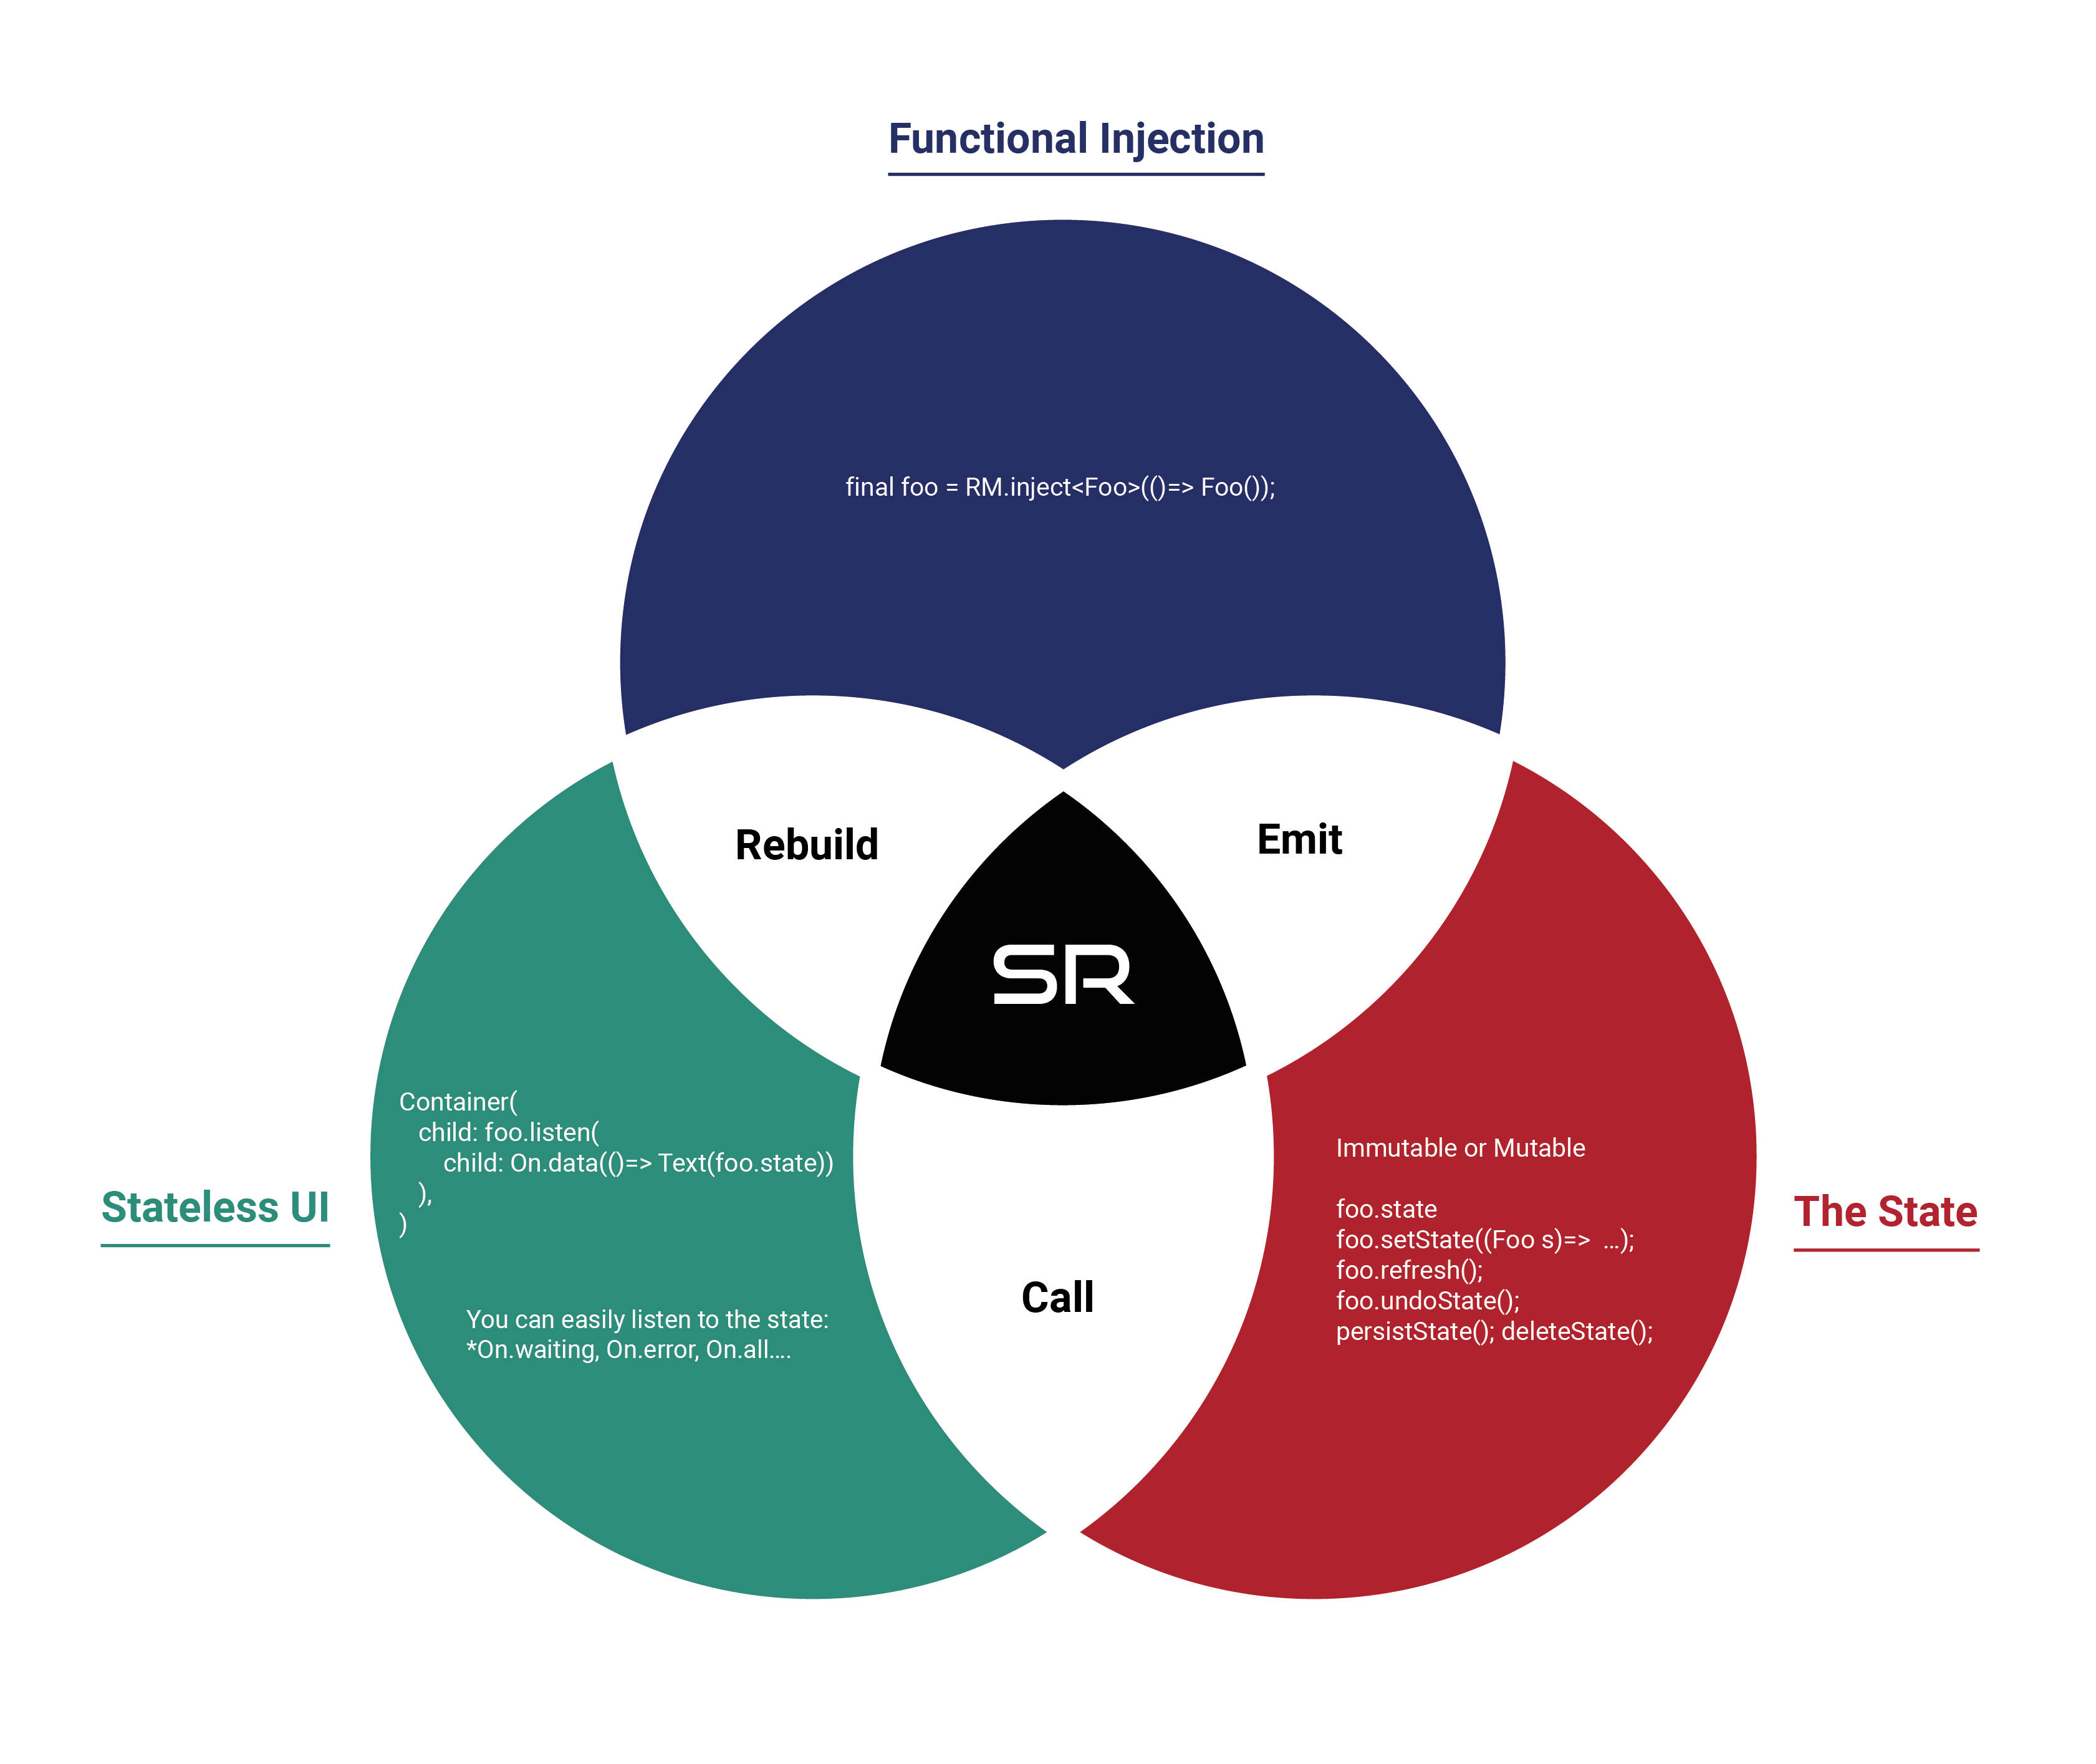 Functional Injection
final foo = RM.inject<Foo>(()=> Foo());
Rebuild
Emit
SR
Container(
child: foo.listen(
child: On.data(()=> Text(foo.state))
),
)
Stateless UI
You can easily listen to the state:
*On.waiting, On.error, On.all....
Call
Immutable or Mutable
foo.state
foo.setState((Foo s)=> ...);
foo.refresh();
foo.undoState();
persistState(); deleteState();
The State